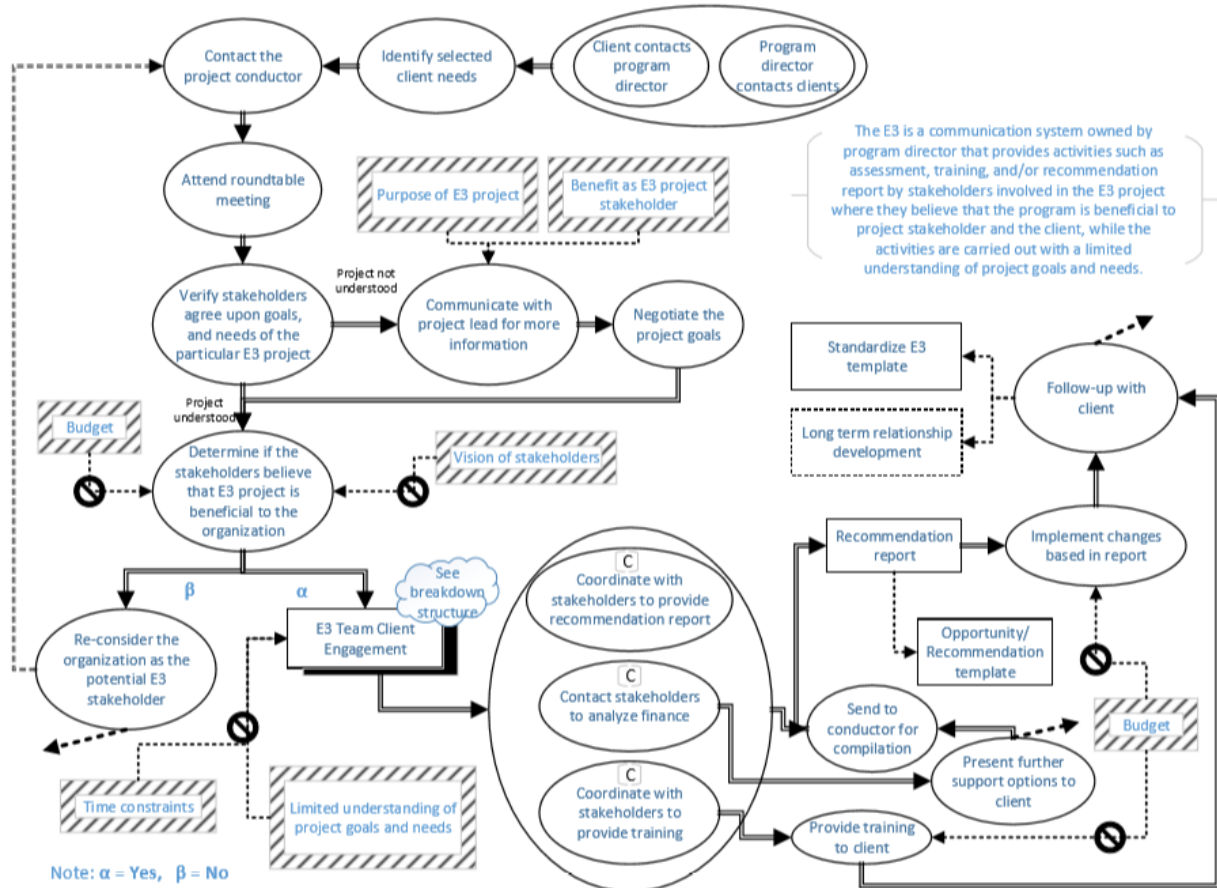 Contact the
project conductor
Identify selected
client needs
Client contacts
program
director
Program
director
contacts clients
The E3 is a communication system owned by
program director that provides activities such as
assessment, training, and/or recommendation
report by stakeholders involved in the E3 project
where they believe that the program is beneficial to
project stakeholder and the client, while the
activities are carried out with a limited
understanding of project goals and needs.
Attend roundtable
meeting
Purpose of E3 project
Benefit as E3 project
stakeholder
Verify stakeholders
agree upon goals,
and needs of the
particular E3 project
Project not
understood
Communicate with
project lead for more
information
Negotiate the
project goals
Standardize E3
template
Follow-up with
client
Long term relationship
development
Project
understood
Budget
Determine if the
stakeholders believe
that E3 project is
beneficial to the
organization
Vision of stakeholders
β
α
See
breakdown
structure
E3 Team Client
Engagement
Re-consider the
organization as the
potential E3
stakeholder
C
Coordinate with
stakeholders to provide
recommendation report
Recommendation
report
Implement changes
based in report
Opportunity/
Recommendation
template
C
Contact stakeholders
to analyze finance
Send to
conductor for
compilation
Budget
Present further
support options to
client
Time constraints
Limited understanding of
project goals and needs
C
Coordinate with
stakeholders to
provide training
Provide training
to client
Note: α = Yes, β = No